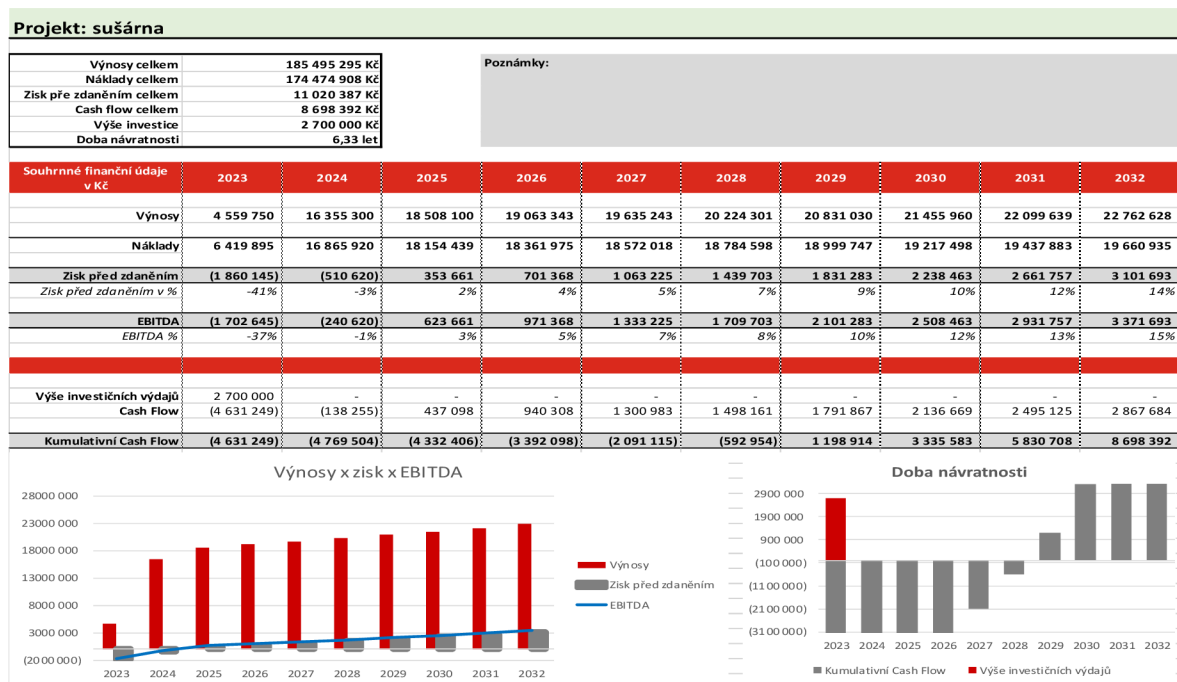 Projekt: sušárna
Výnosy celkem 185 495 295 Kč
Náklady celkem 174 474 908 Kč
Zisk pře zdaněním celkem 11 020 387 Kč
Cash flow celkem 8 698 392 Kč
Výše investice 2 700 000 Kč
Doba návratnosti 6,33 let
Poznámky:
Souhrnné finanční údaje v Kč 2023 2024 2025 2026 2027 2028 2029 2030 2031 2032
Výnosy 4 559 750 16 355 300 18 508 100 19 063 343 19 635 243 20 224 301 20 831 030 21 455 960 22 099 639 22 762 628
Náklady 6 419 895 16 865 920 18 154 439 18 361 975 18 572 018 18 784 598 18 999 747 19 217 498 19 437 883 19 660 935
Zisk před zdaněním (1 860 145) (510 620) 353 661 701 368 1 063 225 1 439 703 1 831 283 2 238 463 2 661 757 3 101 693
Zisk před zdaněním v % -41% -3% 2% 4% 5% 7% 9% 10% 12% 14%
EBITDA (1 702 645) (240 620) 623 661 971 368 1 333 225 1 709 703 2 101 283 2 508 463 2 931 757 3 371 693
EBITDA % -37% -1% 3% 5% 7% 8% 10% 12% 13% 15%
Výše investičních výdajů 2 700 000 - - - - - - - - -
Cash Flow (4 631 249) (138 255) 437 098 940 308 1 300 983 1 498 161 1 791 867 2 136 669 2 495 125 2 867 684
Kumulativní Cash Flow (4 631 249) (4 769 504) (4 332 406) (3 392 098) (2 091 115) (592 954) 1 198 914 3 335 583 5 830 708 8 698 392
Výnosy x zisk x EBITDA
28000 000
23000 000
18000 000
13000 000
8000 000
3000 000
(2000 000)
2023 2024 2025 2026 2027 2028 2029 2030 2031 2032
Výnosy
Zisk před zdaněním
EBITDA
Doba návratnosti
2900 000
1900 000
900 000
(100 000)
(1100 000)
(2100 000)
(3100 000)
2023 2024 2025 2026 2027 2028 2029 2030 2031 2032
Kumulativní Cash Flow Výše investičních výdajů